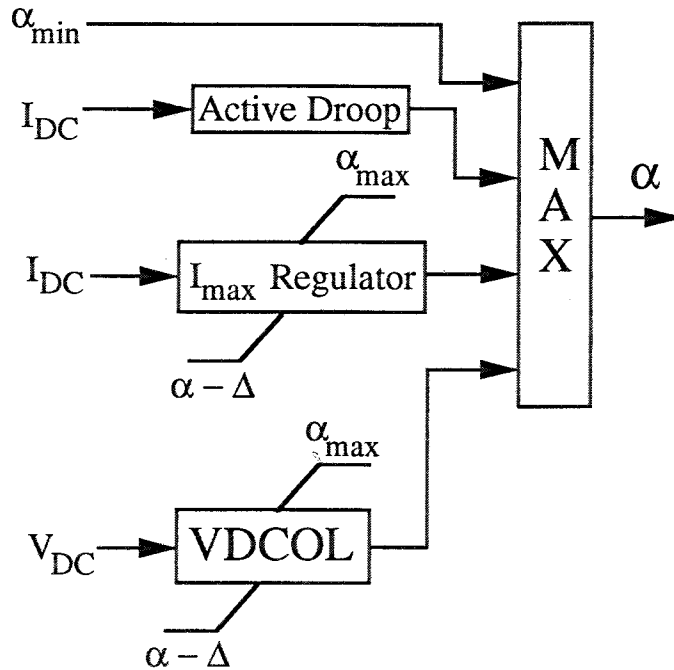 α_min
I_DC
Active Droop
α_max
I_DC
I_max Regulator
α – Δ
α_max
V_DC
VDCOL
α – Δ
M
A
X
α